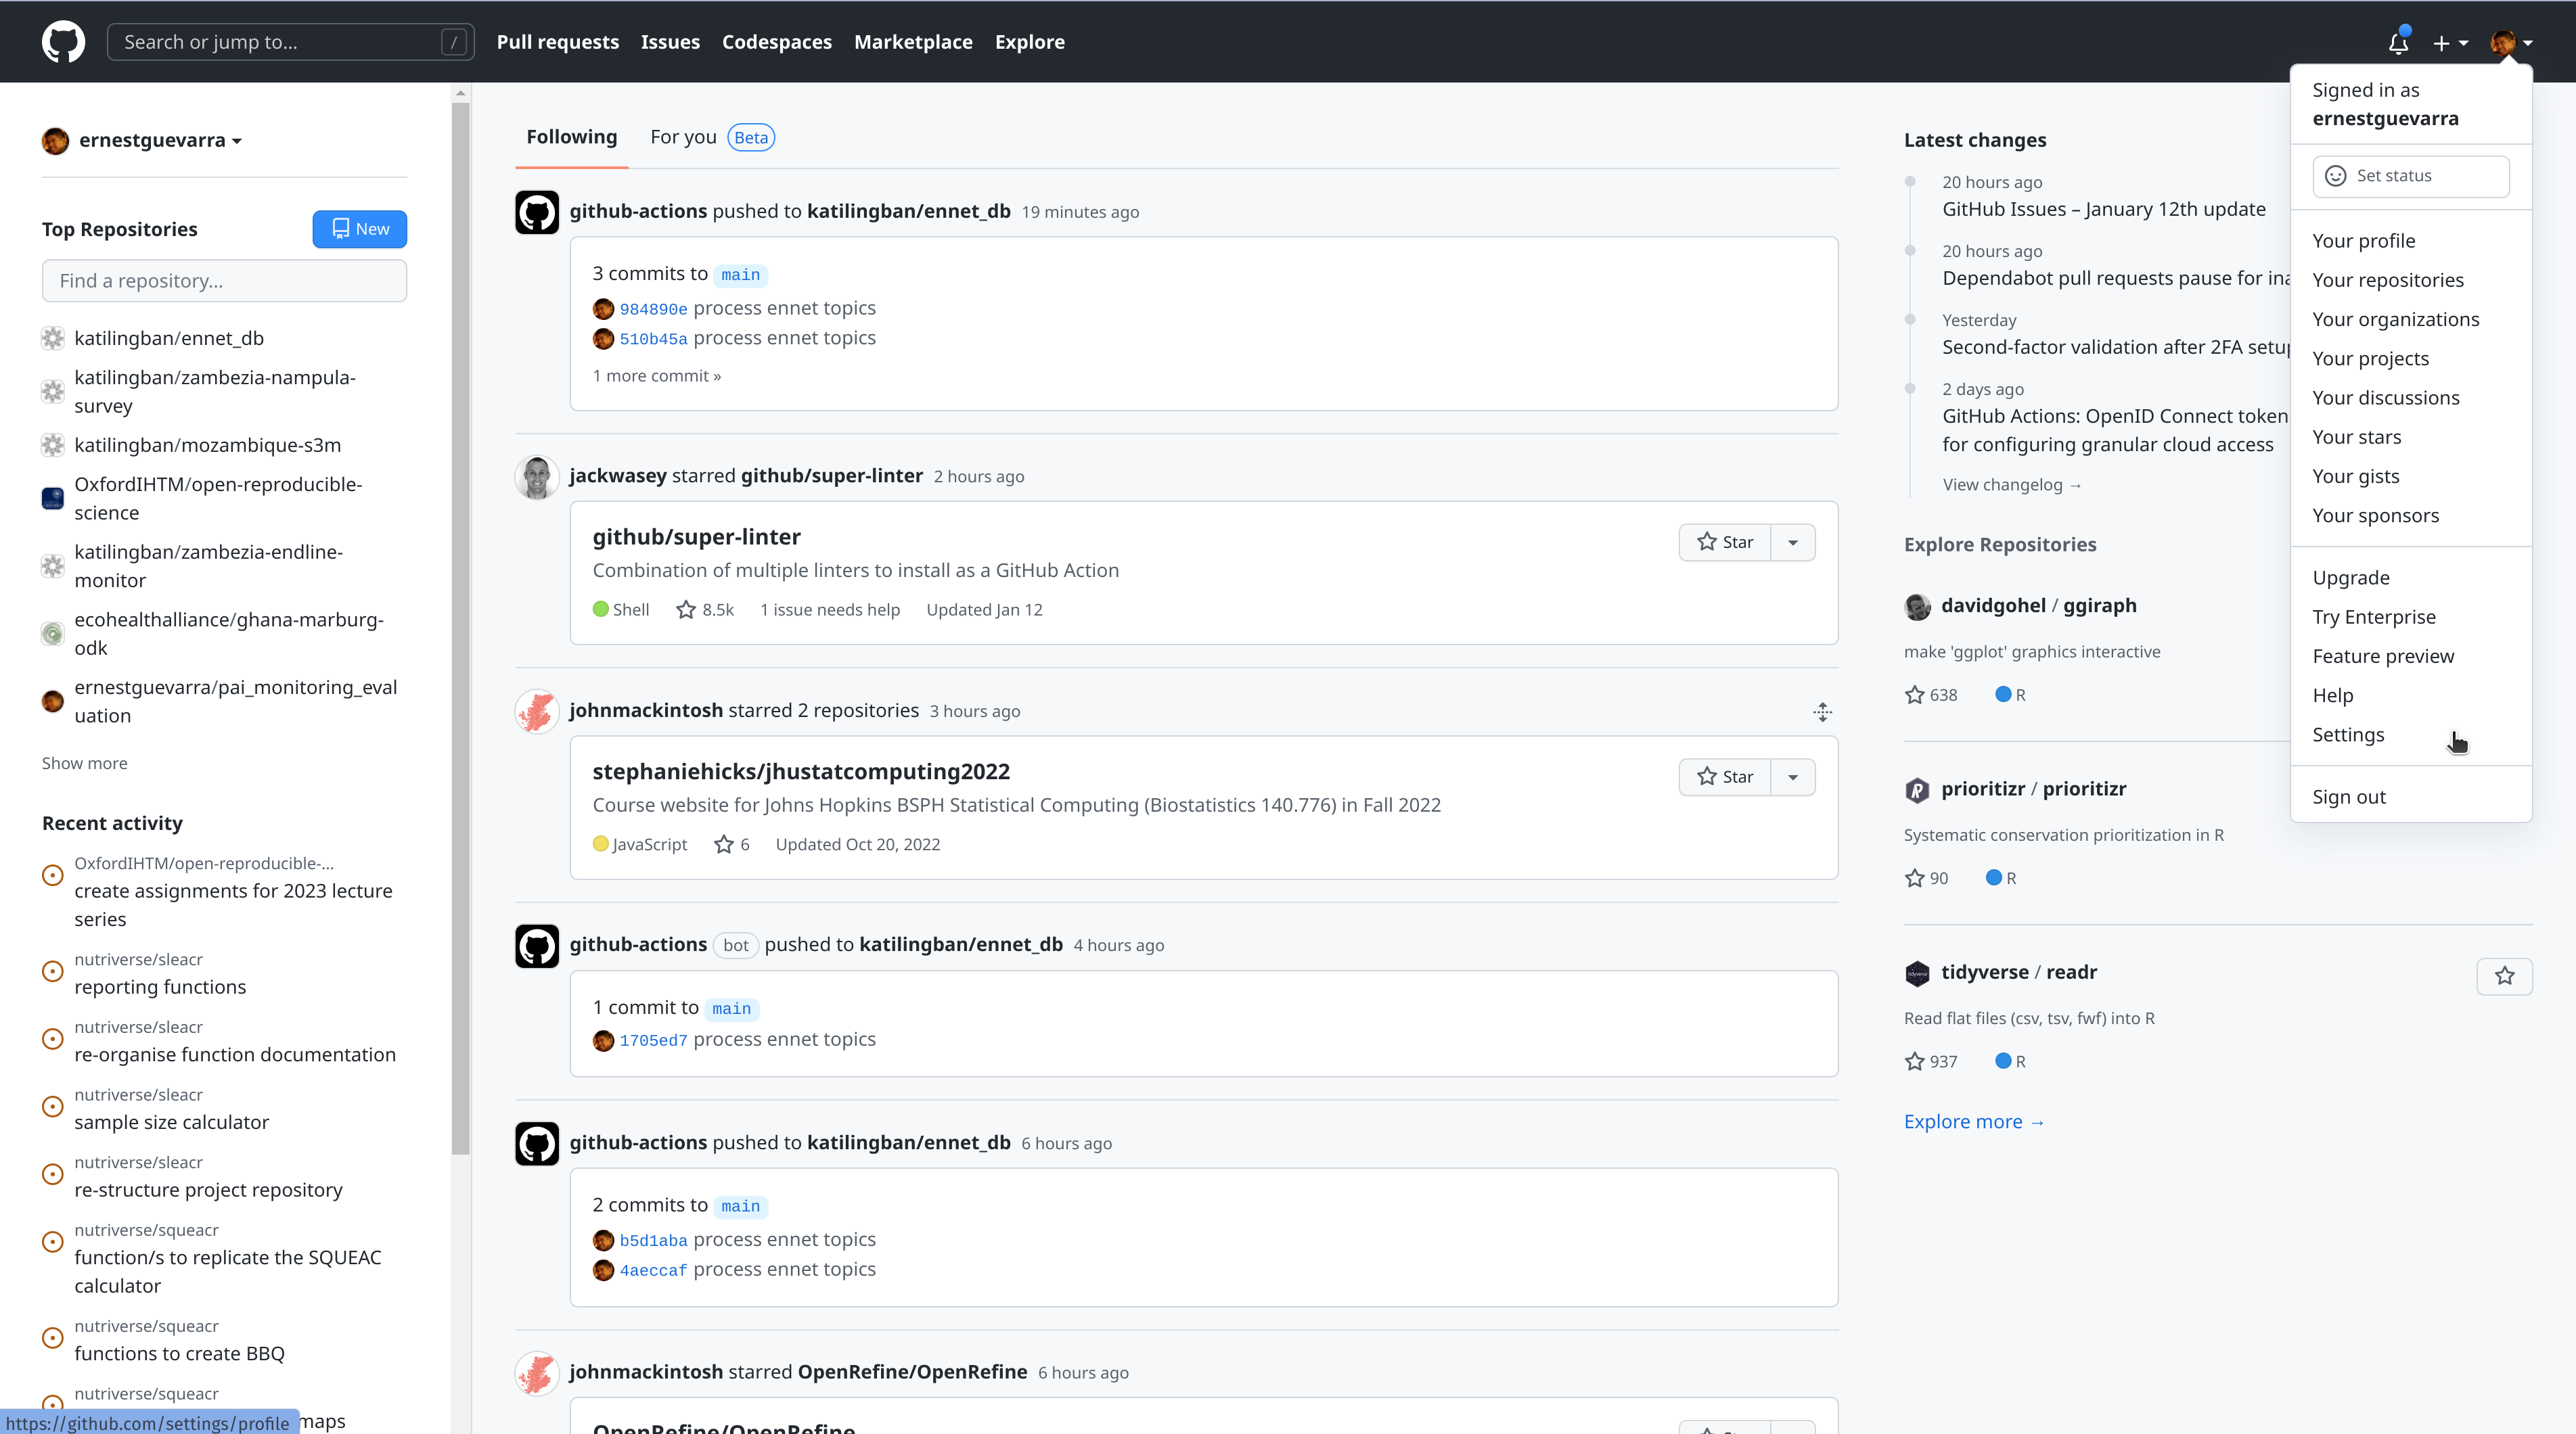 Search or jump to... /
Pull requests
Issues
Codespaces
Marketplace
Explore
ernestguevarra
Top Repositories
New
Find a repository...
katilingban/ennet_db
katilingban/zambezia-nampula-
survey
katilingban/mozambique-s3m
OxfordIHTM/open-reproducible-
science
katilingban/zambezia-endline-
monitor
ecohealthalliance/ghana-marburg-
odk
ernestguevarra/pai_monitoring_eval
uation
Show more
Recent activity
OxfordIHTM/open-reproducible-...
create assignments for 2023 lecture
series
nutriverse/sleacr
reporting functions
nutriverse/sleacr
re-organise function documentation
nutriverse/sleacr
sample size calculator
nutriverse/sleacr
re-structure project repository
nutriverse/squeacr
function/s to replicate the SQUEAC
calculator
nutriverse/squeacr
functions to create BBQ
nutriverse/squeacr
maps
https://github.com/settings/profile
Following
For you Beta
github-actions pushed to katilingban/ennet_db 19 minutes ago
3 commits to main
984890e process ennet topics
510b45a process ennet topics
1 more commit »
jackwasey starred github/super-linter 2 hours ago
github/super-linter
Star
Combination of multiple linters to install as a GitHub Action
Shell 8.5k 1 issue needs help Updated Jan 12
johnmackintosh starred 2 repositories 3 hours ago
stephaniehicks/jhustatcomputing2022
Star
Course website for Johns Hopkins BSPH Statistical Computing (Biostatistics 140.776) in Fall 2022
JavaScript 6 Updated Oct 20, 2022
github-actions bot pushed to katilingban/ennet_db 4 hours ago
1 commit to main
1705ed7 process ennet topics
github-actions pushed to katilingban/ennet_db 6 hours ago
2 commits to main
b5d1aba process ennet topics
4aeccaf process ennet topics
johnmackintosh starred OpenRefine/OpenRefine 6 hours ago
OpenRefine/OpenRefine
Latest changes
20 hours ago
GitHub Issues – January 12th update
20 hours ago
Dependabot pull requests pause for ina
Yesterday
Second-factor validation after 2FA setup
2 days ago
GitHub Actions: OpenID Connect token
for configuring granular cloud access
View changelog →
Explore Repositories
davidgohel / ggiraph
make 'ggplot' graphics interactive
638 R
prioritizr / prioritizr
Systematic conservation prioritization in R
90 R
tidyverse / readr
Read flat files (csv, tsv, fwf) into R
937 R
Explore more →
Signed in as
ernestguevarra
Set status
Your profile
Your repositories
Your organizations
Your projects
Your discussions
Your stars
Your gists
Your sponsors
Upgrade
Try Enterprise
Feature preview
Help
Settings
Sign out